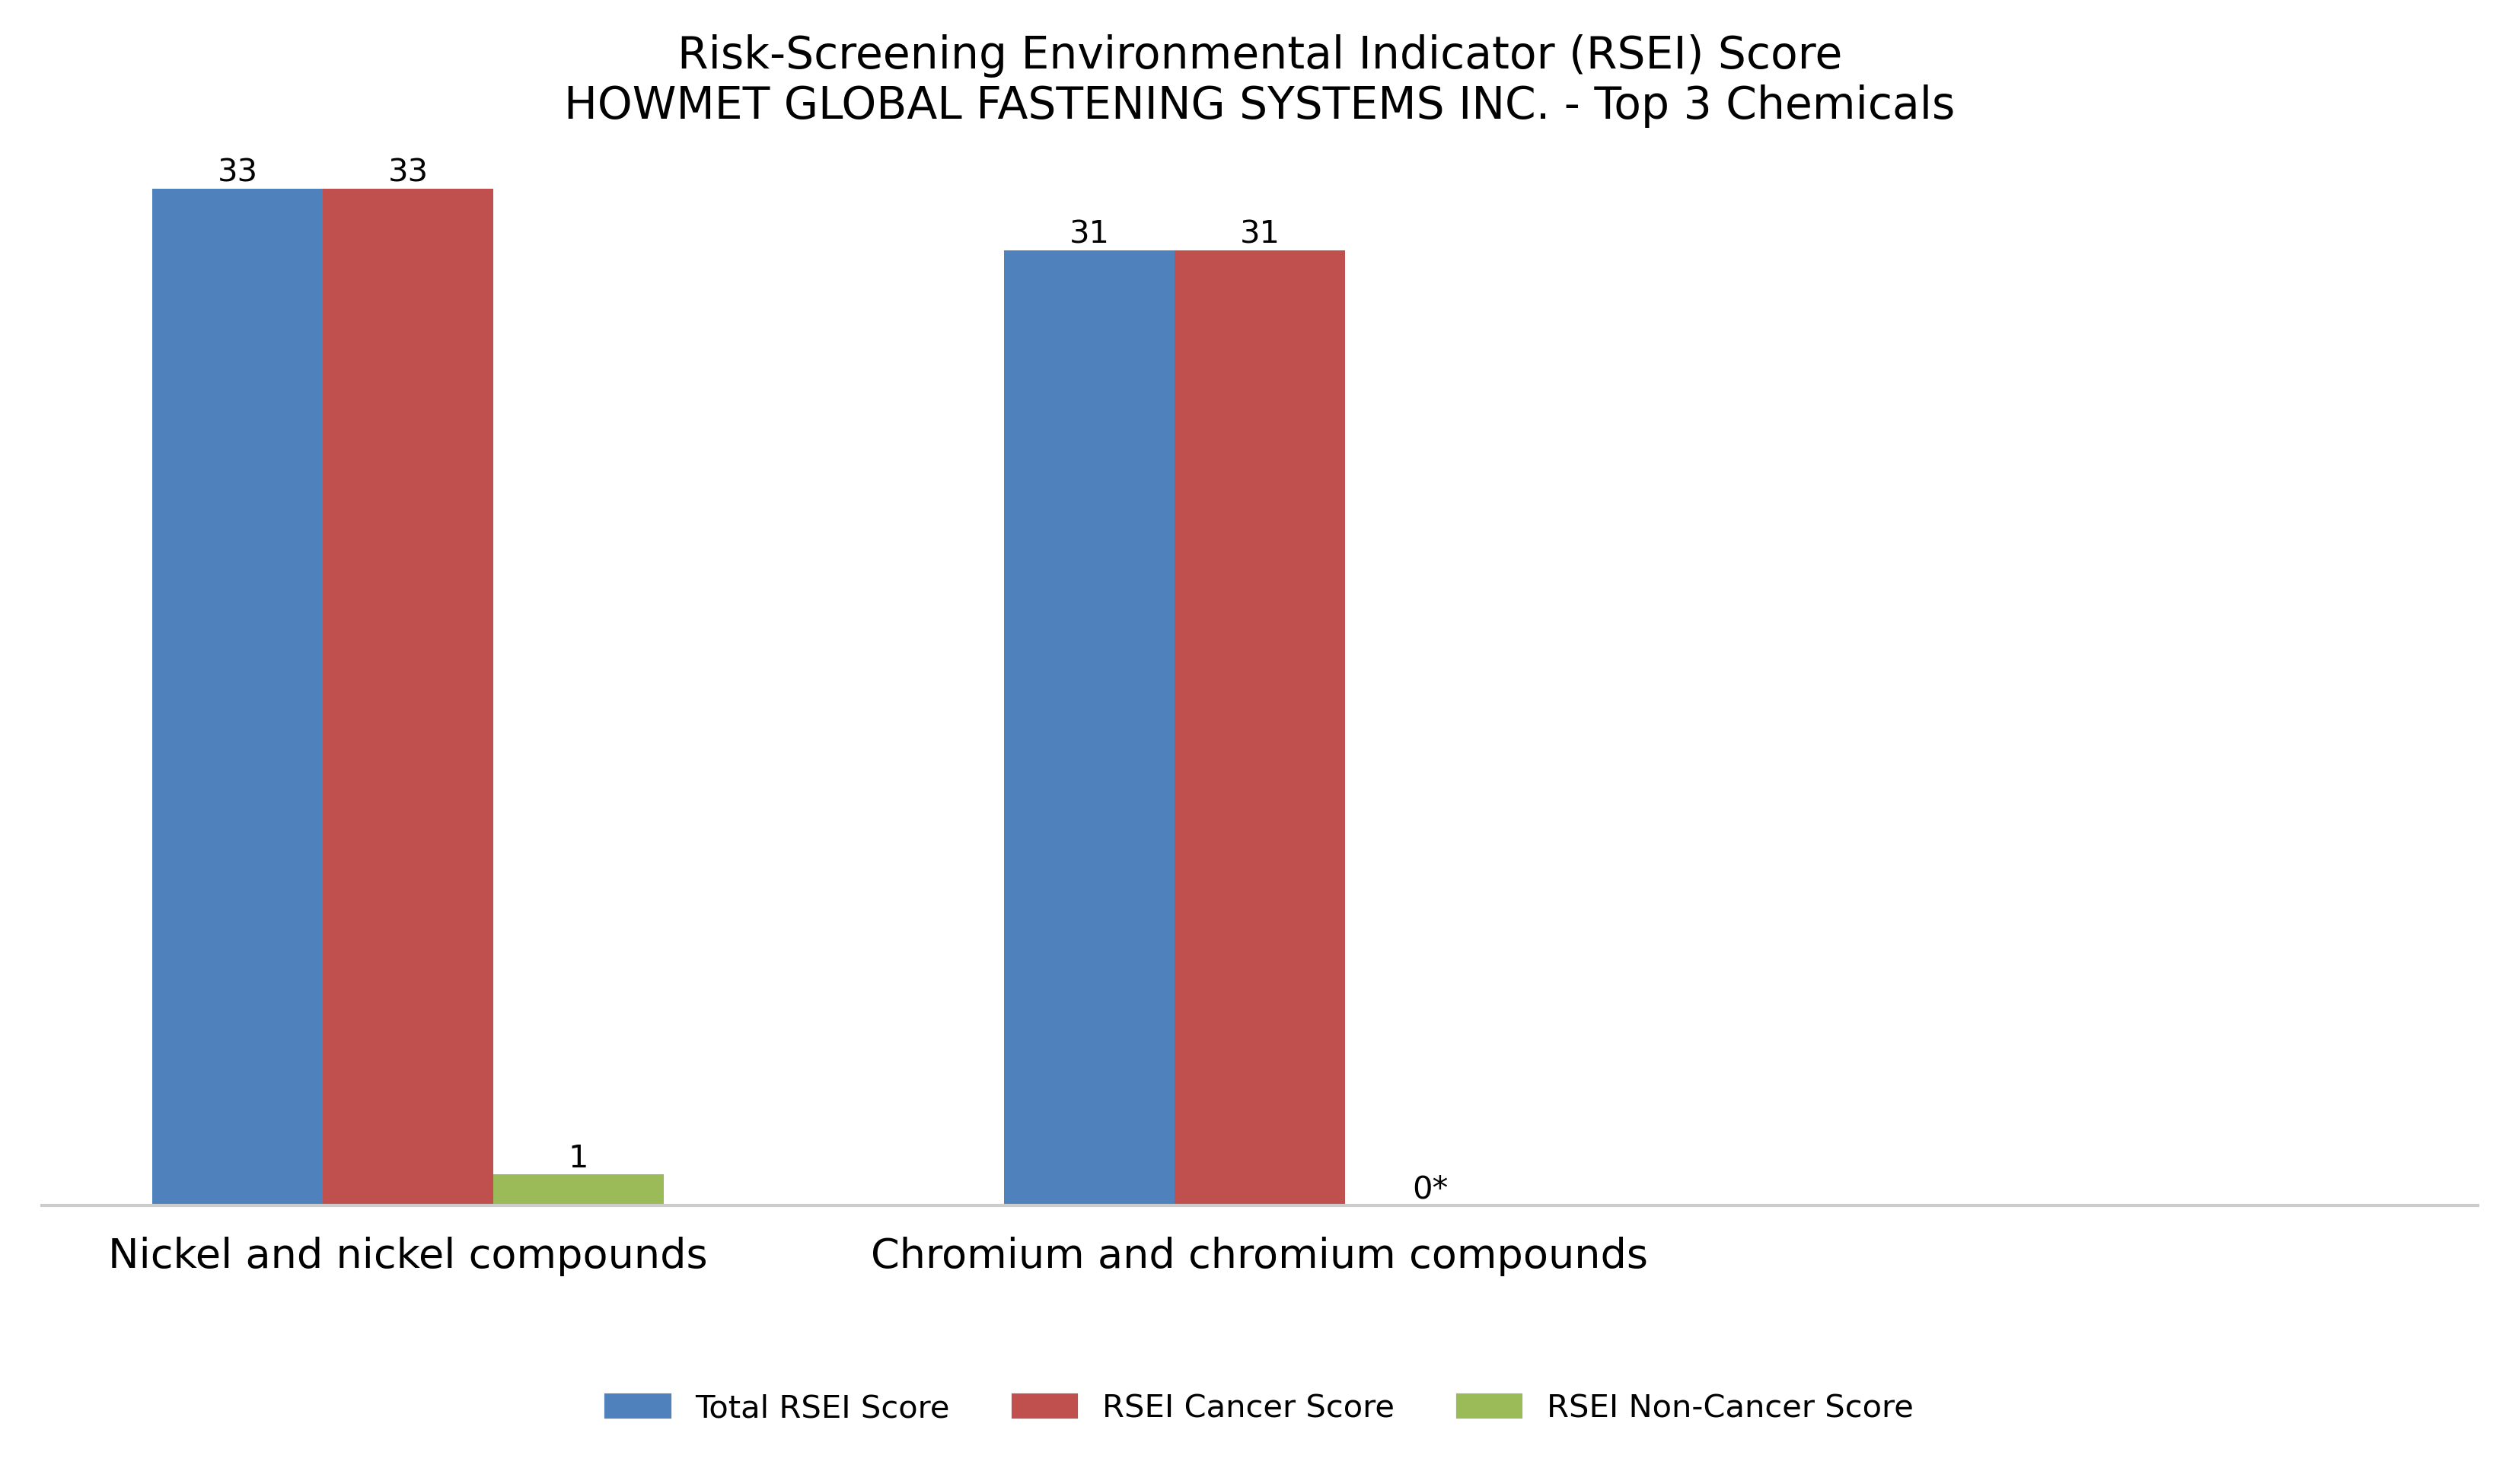 Risk-Screening Environmental Indicator (RSEI) Score
HOWMET GLOBAL FASTENING SYSTEMS INC. - Top 3 Chemicals
33
33
31
31
1
0*
Nickel and nickel compounds
Chromium and chromium compounds
Total RSEI Score
RSEI Cancer Score
RSEI Non-Cancer Score